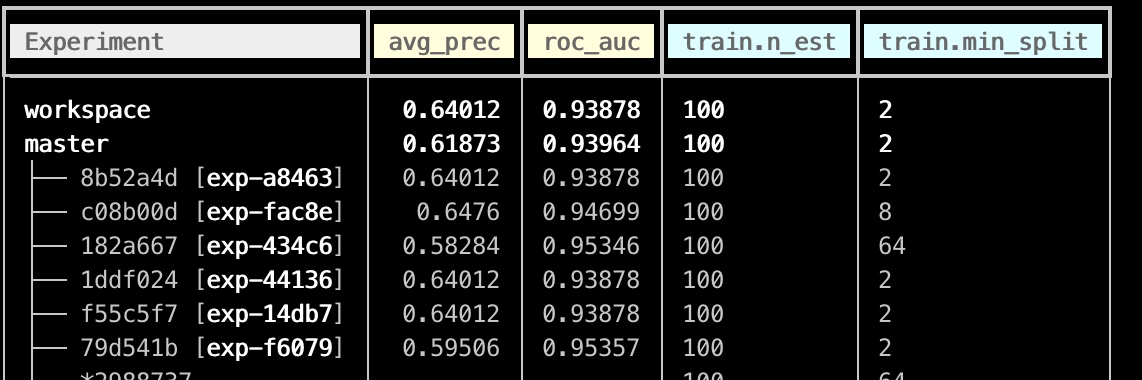 Experiment avg_prec roc_auc train.n_est train.min_split
workspace 0.64012 0.93878 100 2
master 0.61873 0.93964 100 2
8b52a4d [exp-a8463] 0.64012 0.93878 100 2
c08b00d [exp-fac8e] 0.6476 0.94699 100 8
182a667 [exp-434c6] 0.58284 0.95346 100 64
1ddf024 [exp-44136] 0.64012 0.93878 100 2
f55c5f7 [exp-14db7] 0.64012 0.93878 100 2
79d541b [exp-f6079] 0.59506 0.95357 100 2
*2988737 100 64